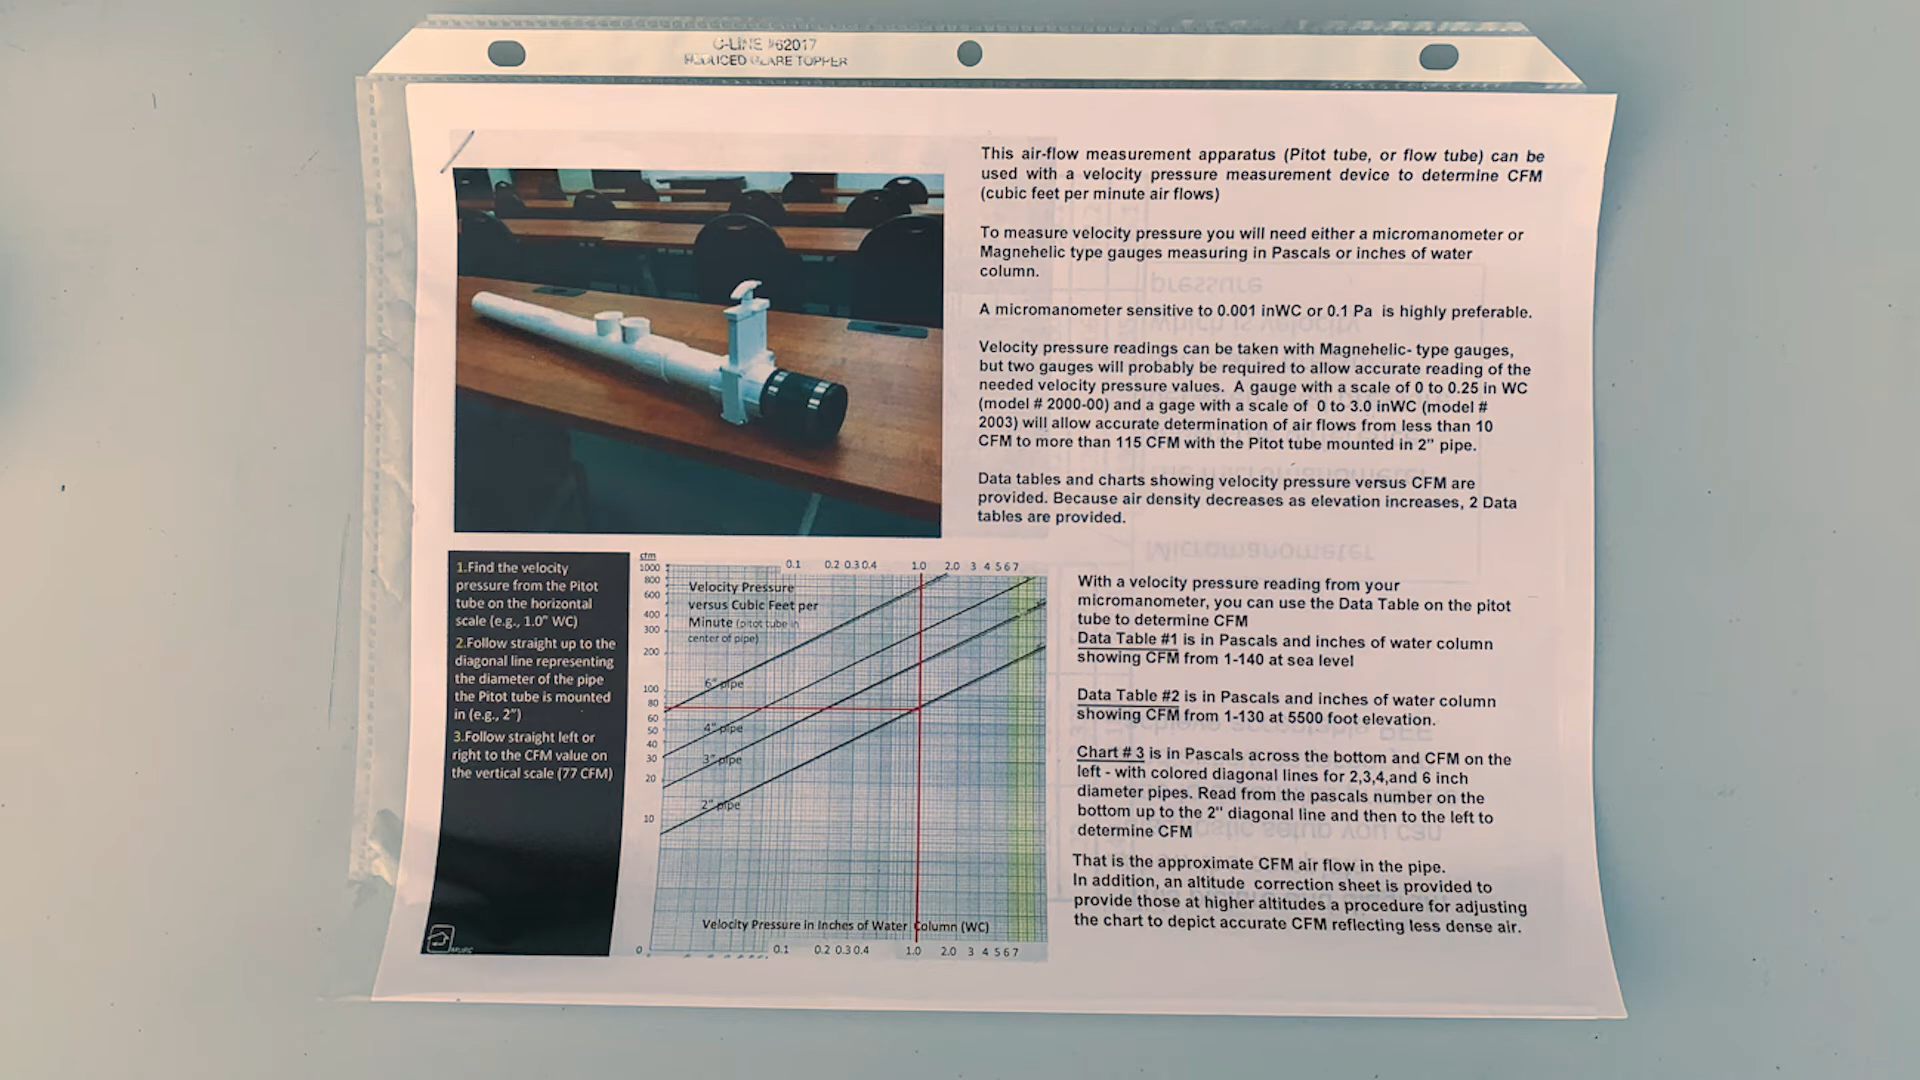 C-LINE #62017
REDUCED GLARE TOPPER
This air-flow measurement apparatus (Pitot tube, or flow tube) can be
used with a velocity pressure measurement device to determine CFM
(cubic feet per minute air flows)
To measure velocity pressure you will need either a micromanometer or
Magnehelic type gauges measuring in Pascals or inches of water
column.
A micromanometer sensitive to 0.001 inWC or 0.1 Pa is highly preferable.
Velocity pressure readings can be taken with Magnehelic- type gauges,
but two gauges will probably be required to allow accurate reading of the
needed velocity pressure values. A gauge with a scale of 0 to 0.25 in WC
(model # 2000-00) and a gage with a scale of 0 to 3.0 inWC (model #
2003) will allow accurate determination of air flows from less than 10
CFM to more than 115 CFM with the Pitot tube mounted in 2" pipe.
Data tables and charts showing velocity pressure versus CFM are
provided. Because air density decreases as elevation increases, 2 Data
tables are provided.
1.Find the velocity
pressure from the Pitot
tube on the horizontal
scale (e.g., 1.0" WC)
2.Follow straight up to the
diagonal line representing
the diameter of the pipe
the Pitot tube is mounted
in (e.g., 2")
3.Follow straight left or
right to the CFM value on
the vertical scale (77 CFM)
cfm
0.1 0.2 0.3 0.4 1.0 2.0 3 4 5 6 7
1000
800
600
400
300
200
100
80
60
50
40
30
20
10
0
Velocity Pressure
versus Cubic Feet per
Minute (pitot tube in
center of pipe)
6" pipe
4" pipe
3" pipe
2" pipe
Velocity Pressure in Inches of Water Column (WC)
0.1 0.2 0.3 0.4 1.0 2.0 3 4 5 6 7
With a velocity pressure reading from your
micromanometer, you can use the Data Table on the pitot
tube to determine CFM
Data Table #1 is in Pascals and inches of water column
showing CFM from 1-140 at sea level
Data Table #2 is in Pascals and inches of water column
showing CFM from 1-130 at 5500 foot elevation.
Chart # 3 is in Pascals across the bottom and CFM on the
left - with colored diagonal lines for 2,3,4,and 6 inch
diameter pipes. Read from the pascals number on the
bottom up to the 2" diagonal line and then to the left to
determine CFM
That is the approximate CFM air flow in the pipe.
In addition, an altitude correction sheet is provided to
provide those at higher altitudes a procedure for adjusting
the chart to depict accurate CFM reflecting less dense air.